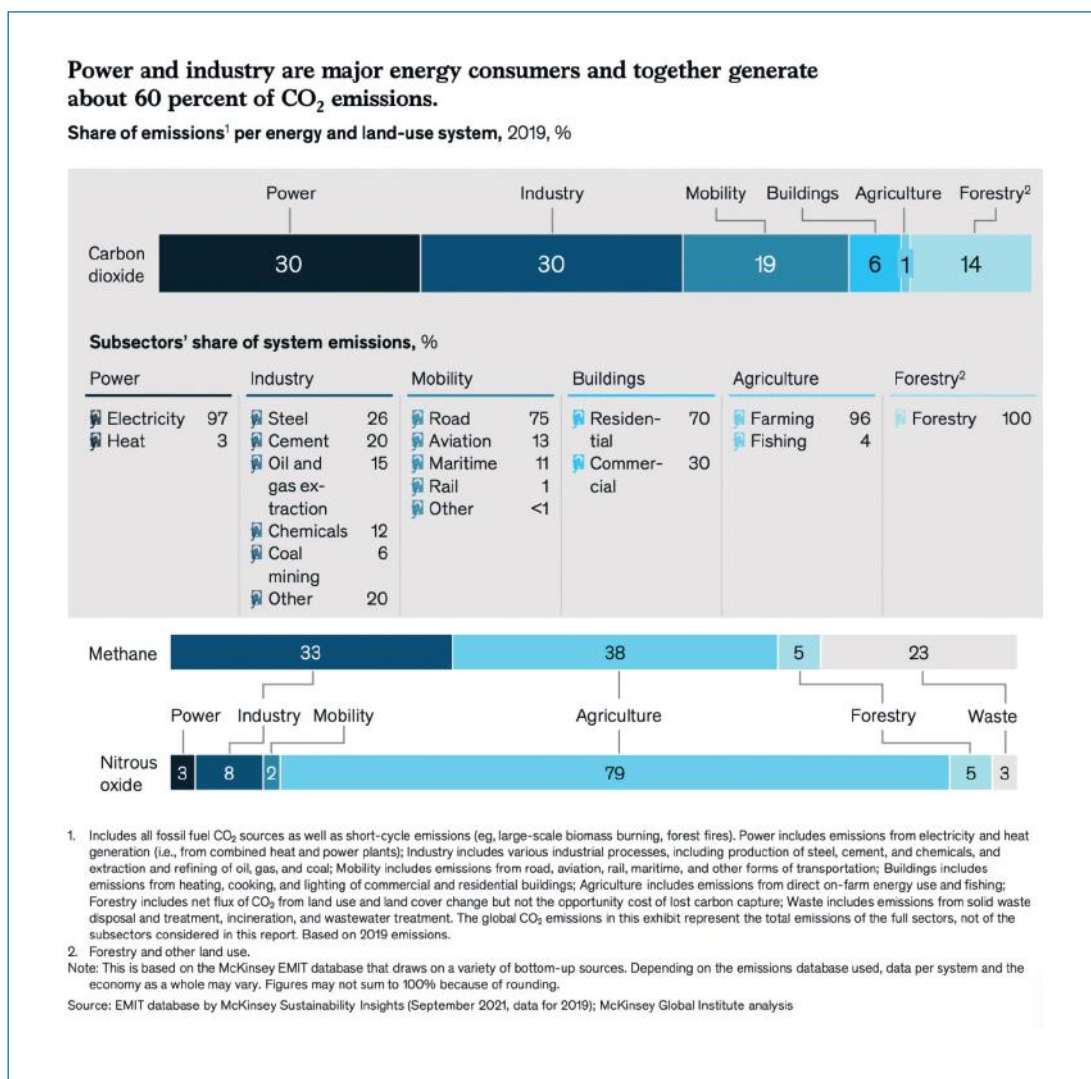 Power and industry are major energy consumers and together generate
about 60 percent of CO₂ emissions.
Share of emissions¹ per energy and land-use system, 2019, %
Power Industry Mobility Buildings Agriculture Forestry²
Carbon
dioxide
30 30 19 6 1 14
Subsectors' share of system emissions, %
Power
Electricity 97
Heat 3
Industry
Steel 26
Cement 20
Oil and 15
gas ex-
traction
Chemicals 12
Coal 6
mining
Other 20
Mobility
Road 75
Aviation 13
Maritime 11
Rail 1
Other <1
Buildings
Residen- 70
tial
Commer- 30
cial
Agriculture
Farming 96
Fishing 4
Forestry²
Forestry 100
Methane 33 38 5 23
Power Industry Mobility Agriculture Forestry Waste
Nitrous
oxide
3 8 2 79 5 3
1. Includes all fossil fuel CO₂ sources as well as short-cycle emissions (eg, large-scale biomass burning, forest fires). Power includes emissions from electricity and heat
generation (i.e., from combined heat and power plants); Industry includes various industrial processes, including production of steel, cement, and chemicals, and
extraction and refining of oil, gas, and coal; Mobility includes emissions from road, aviation, rail, maritime, and other forms of transportation; Buildings includes
emissions from heating, cooking, and lighting of commercial and residential buildings; Agriculture includes emissions from direct on-farm energy use and fishing;
Forestry includes net flux of CO₂ from land use and land cover change but not the opportunity cost of lost carbon capture; Waste includes emissions from solid waste
disposal and treatment, incineration, and wastewater treatment. The global CO₂ emissions in this exhibit represent the total emissions of the full sectors, not of the
subsectors considered in this report. Based on 2019 emissions.
2. Forestry and other land use.
Note: This is based on the McKinsey EMIT database that draws on a variety of bottom-up sources. Depending on the emissions database used, data per system and the
economy as a whole may vary. Figures may not sum to 100% because of rounding.
Source: EMIT database by McKinsey Sustainability Insights (September 2021, data for 2019); McKinsey Global Institute analysis